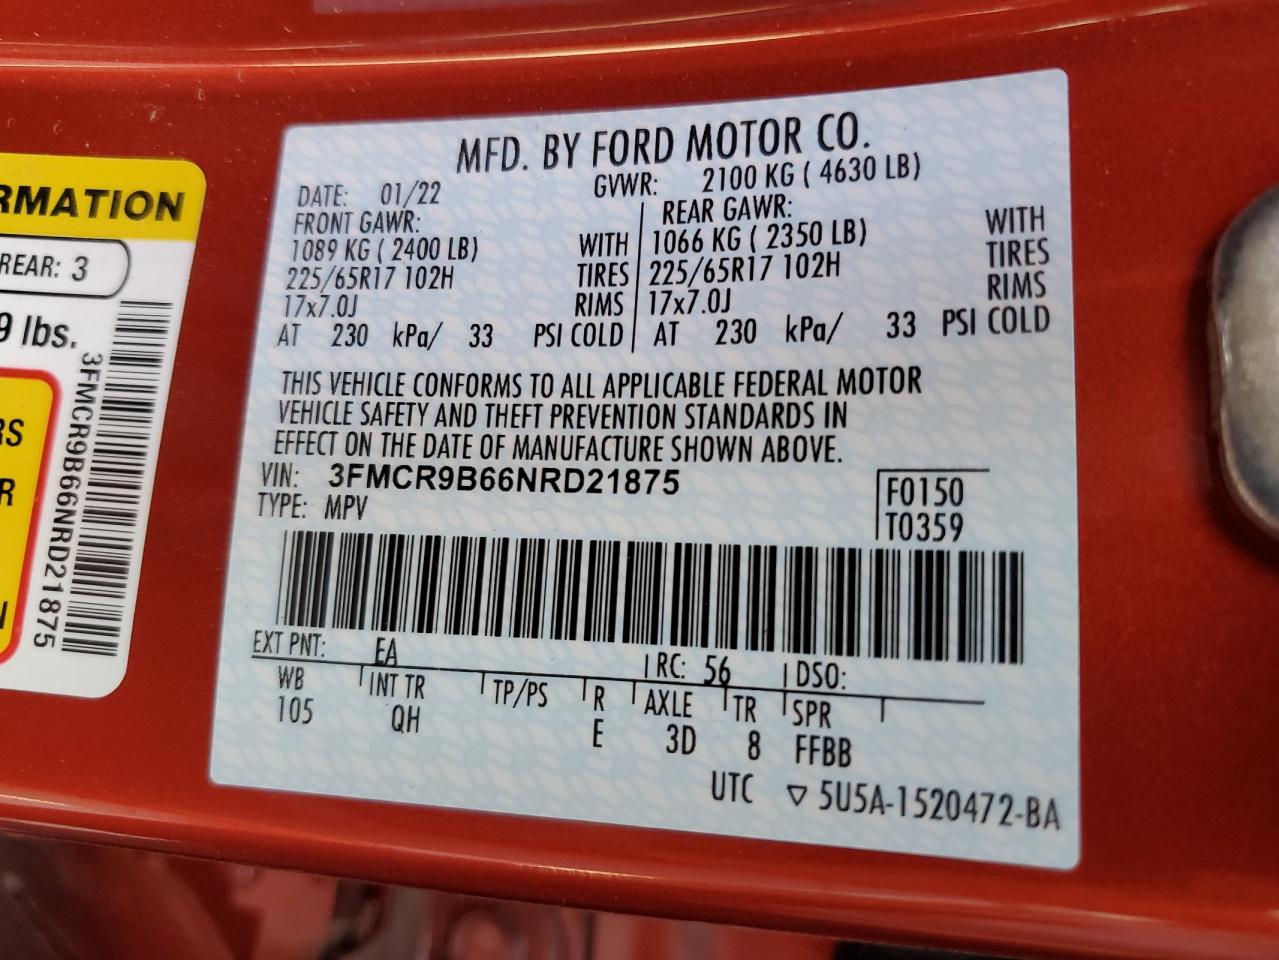 RMATION
REAR: 3
9 lbs.
3FMCR9B66NRD21875
RS
R
MFD. BY FORD MOTOR CO.
DATE: 01/22 GVWR: 2100 KG ( 4630 LB)
FRONT GAWR: REAR GAWR:
1089 KG ( 2400 LB) WITH 1066 KG ( 2350 LB) WITH
225/65R17 102H TIRES 225/65R17 102H TIRES
17x7.0J RIMS 17x7.0J RIMS
AT 230 kPa/ 33 PSI COLD AT 230 kPa/ 33 PSI COLD
THIS VEHICLE CONFORMS TO ALL APPLICABLE FEDERAL MOTOR
VEHICLE SAFETY AND THEFT PREVENTION STANDARDS IN
EFFECT ON THE DATE OF MANUFACTURE SHOWN ABOVE.
VIN: 3FMCR9B66NRD21875
TYPE: MPV
F0150
T0359
EXT PNT: EA RC: 56 DSO:
WB INT TR TP/PS R AXLE TR SPR
105 QH E 3D 8 FFBB
UTC ▽ 5U5A-1520472-BA